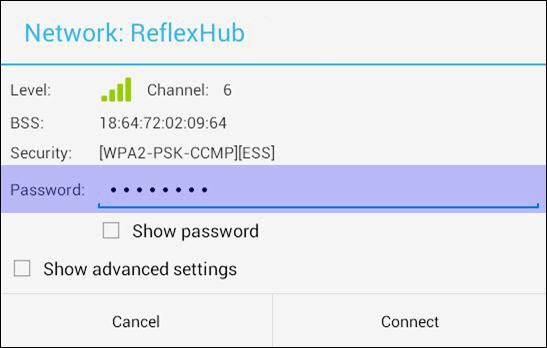 Network: ReflexHub
Level: Channel: 6
BSS: 18:64:72:02:09:64
Security: [WPA2-PSK-CCMP][ESS]
Password: ••••••••
Show password
Show advanced settings
Cancel Connect